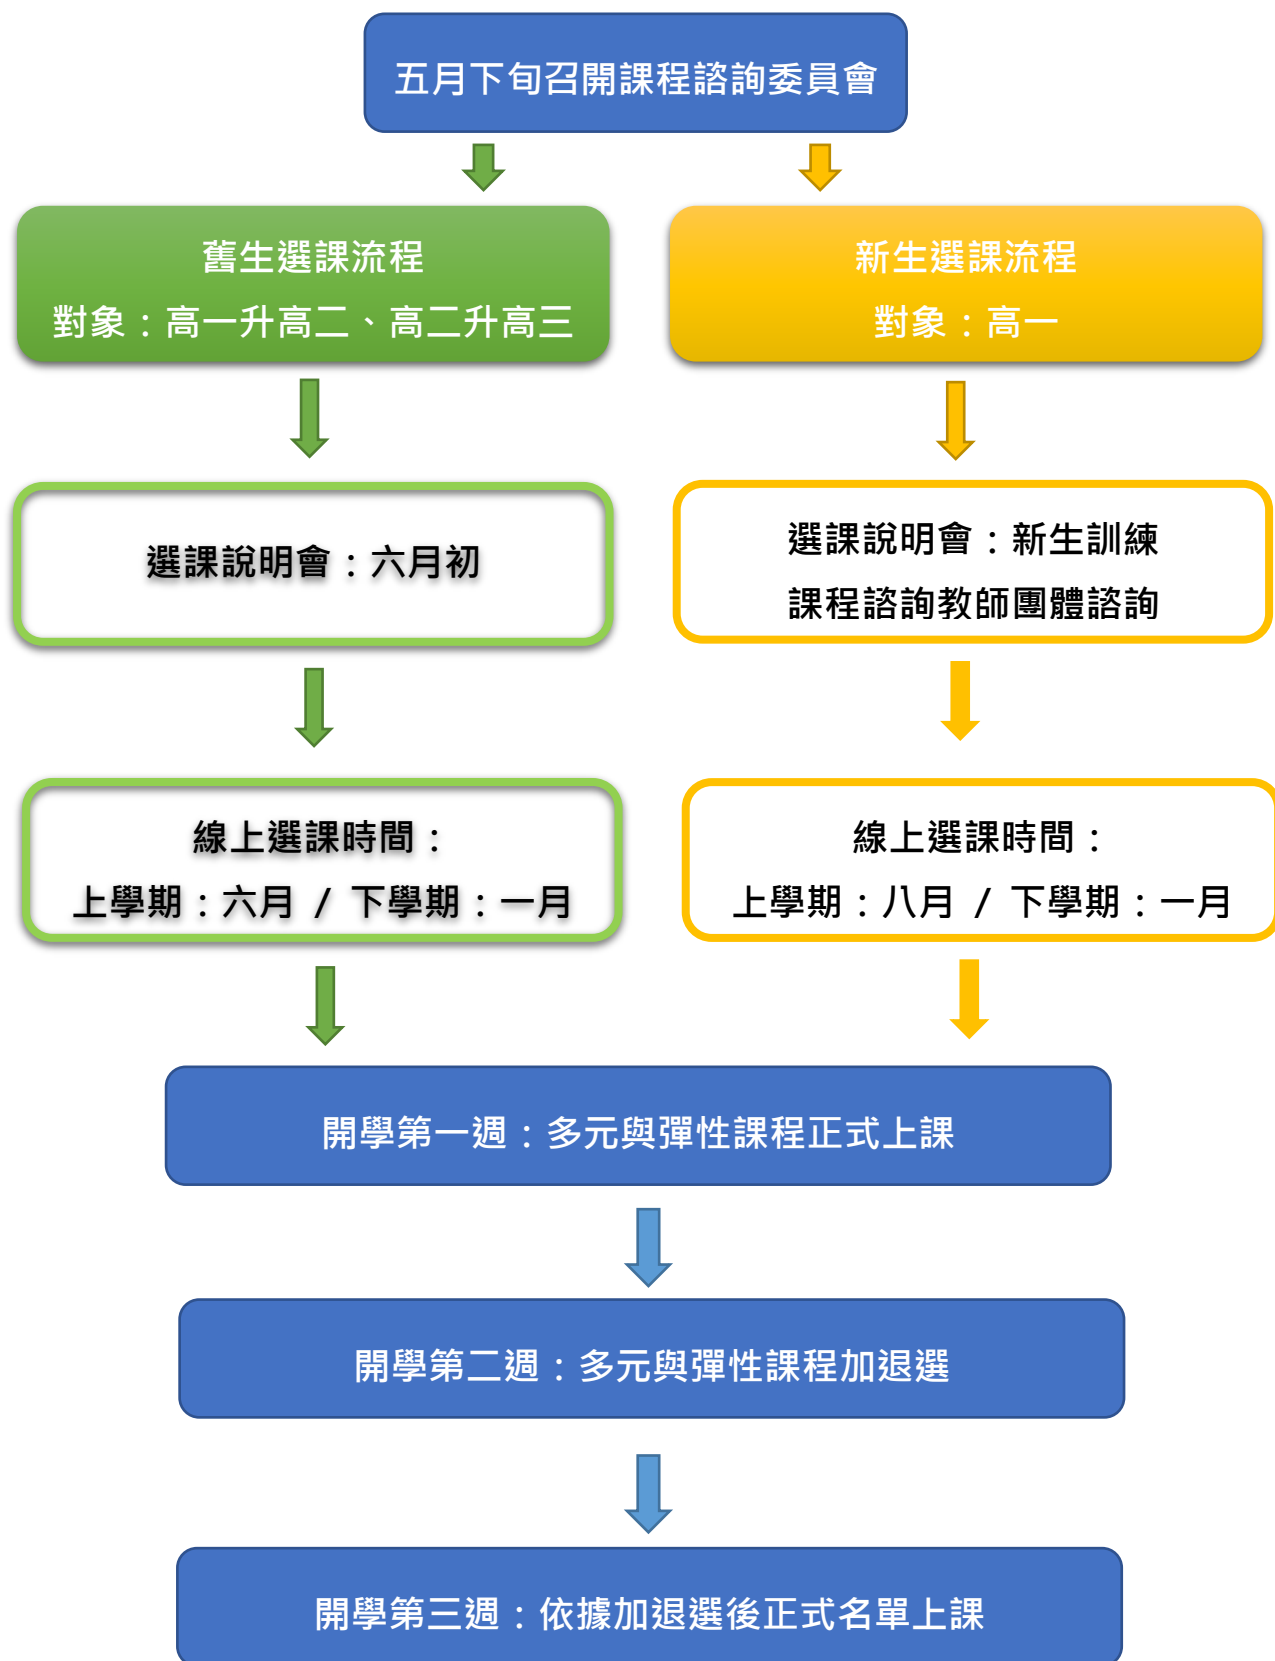 五月下旬召開課程諮詢委員會
舊生選課流程
對象：高一升高二、高二升高三
新生選課流程
對象：高一
選課說明會：六月初
選課說明會：新生訓練
課程諮詢教師團體諮詢
線上選課時間：
上學期：六月 / 下學期：一月
線上選課時間：
上學期：八月 / 下學期：一月
開學第一週：多元與彈性課程正式上課
開學第二週：多元與彈性課程加退選
開學第三週：依據加退選後正式名單上課